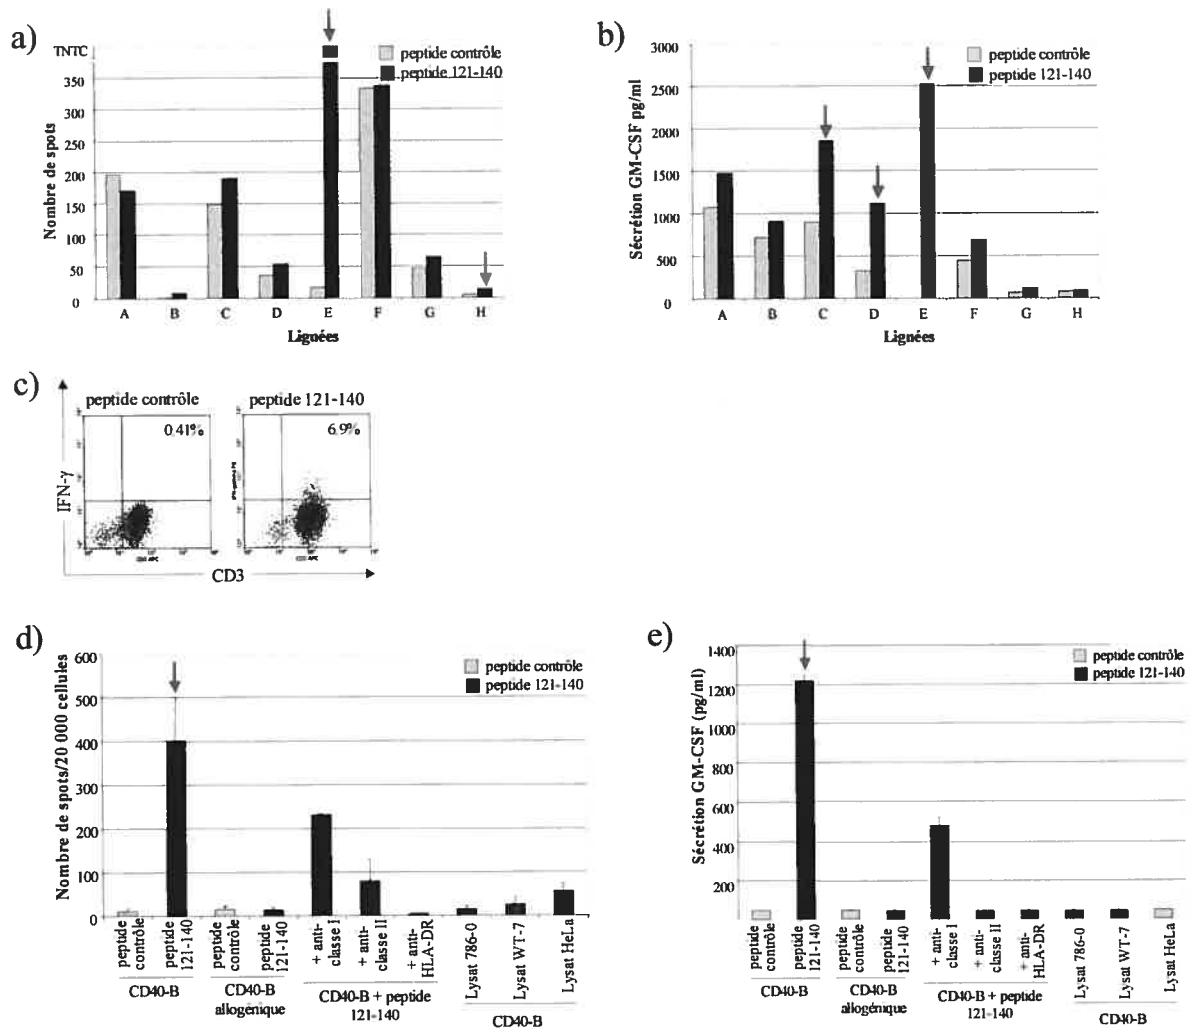 a)
TNTC
350
300
250
200
150
100
50
0
Nombre de spots
peptide contrôle
peptide 121-140
A B C D E F G H
Lignées
b)
3000
2500
2000
1500
1000
500
0
Sécrétion GM-CSF pg/ml
peptide contrôle
peptide 121-140
A B C D E F G H
Lignées
c)
peptide contrôle
peptide 121-140
0.41%
6.9%
IFN-γ
CD3
d)
600
500
400
300
200
100
0
Nombre de spots/20 000 cellules
peptide contrôle
peptide 121-140
peptide contrôle
peptide 121-140
peptide contrôle
peptide 121-140
+ anti-classe I
+ anti-classe II
+ anti-HLA-DR
Lysat 786-0
Lysat WT-7
Lysat HeLa
CD40-B
CD40-B
allogénique
CD40-B + peptide
121-140
CD40-B
e)
1400
1200
1000
800
600
400
200
Sécrétion GM-CSF (pg/ml)
peptide contrôle
peptide 121-140
peptide contrôle
peptide 121-140
peptide contrôle
peptide 121-140
+ anti-classe I
+ anti-classe II
+ anti-HLA-DR
Lysat 786-0
Lysat WT-7
Lysat HeLa
CD40-B
CD40-B
allogénique
CD40-B + peptide
121-140
CD40-B